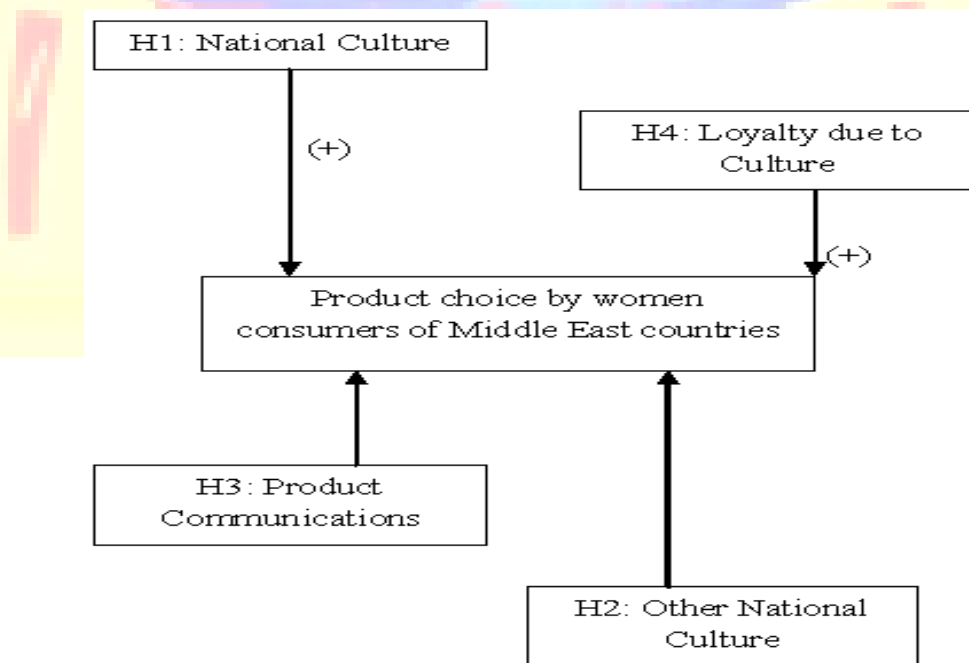 H1: National Culture
(+)
H4: Loyalty due to
Culture
(+)
Product choice by women
consumers of Middle East countries
H3: Product
Communications
H2: Other National
Culture